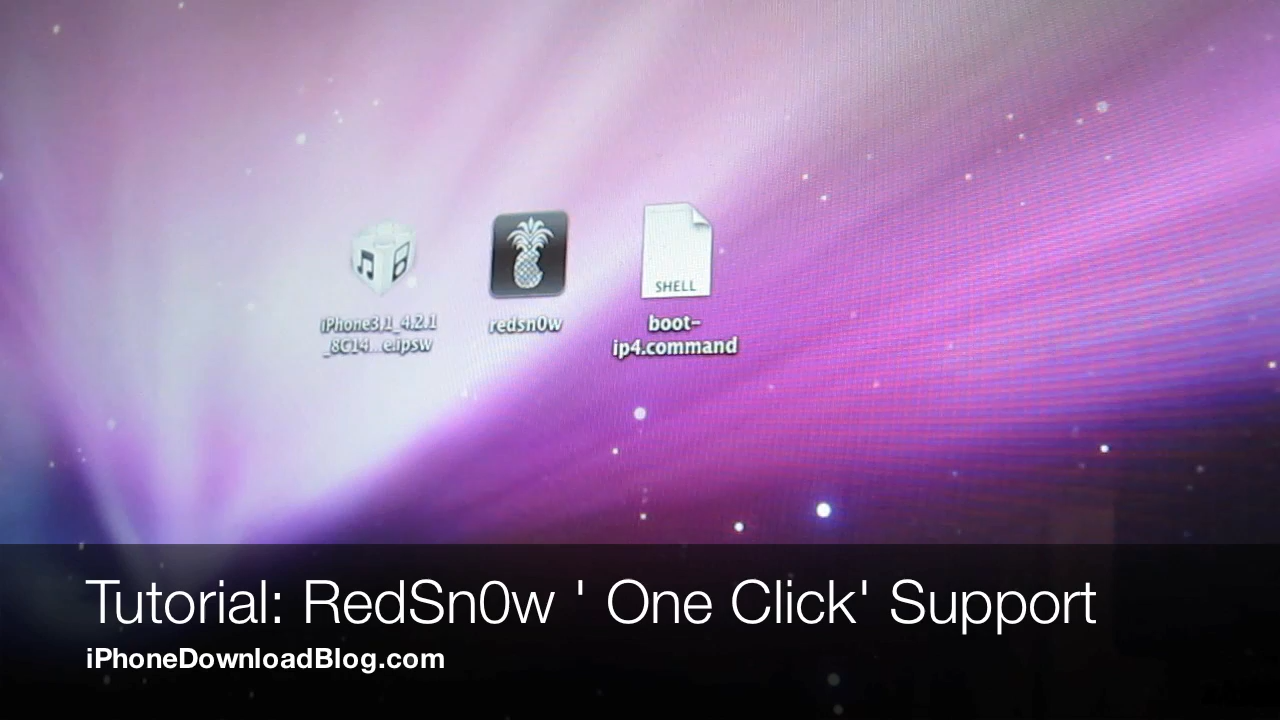 iPhone3,1_4.2.1
_8C14...e.ipsw
redsn0w
SHELL
boot-
ip4.command
Tutorial: RedSn0w ' One Click' Support
iPhoneDownloadBlog.com